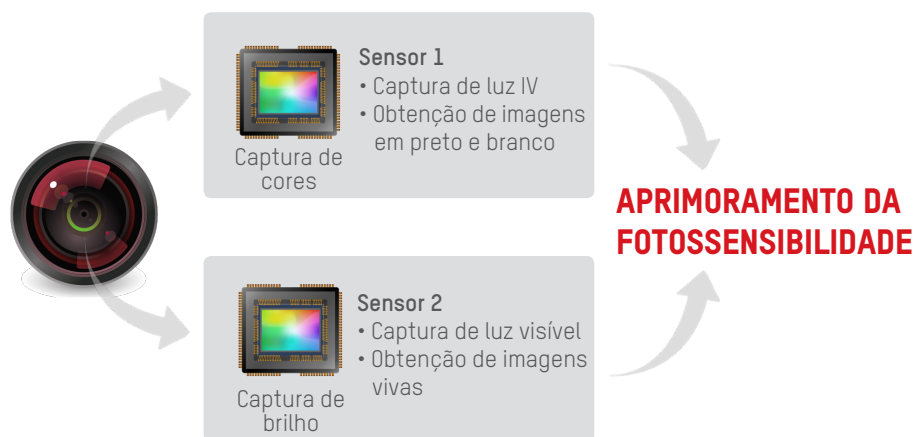 Sensor 1
• Captura de luz IV
• Obtenção de imagens
em preto e branco
Captura de
cores
APRIMORAMENTO DA
FOTOSSENSIBILIDADE
Sensor 2
• Captura de luz visível
• Obtenção de imagens
vivas
Captura de
brilho